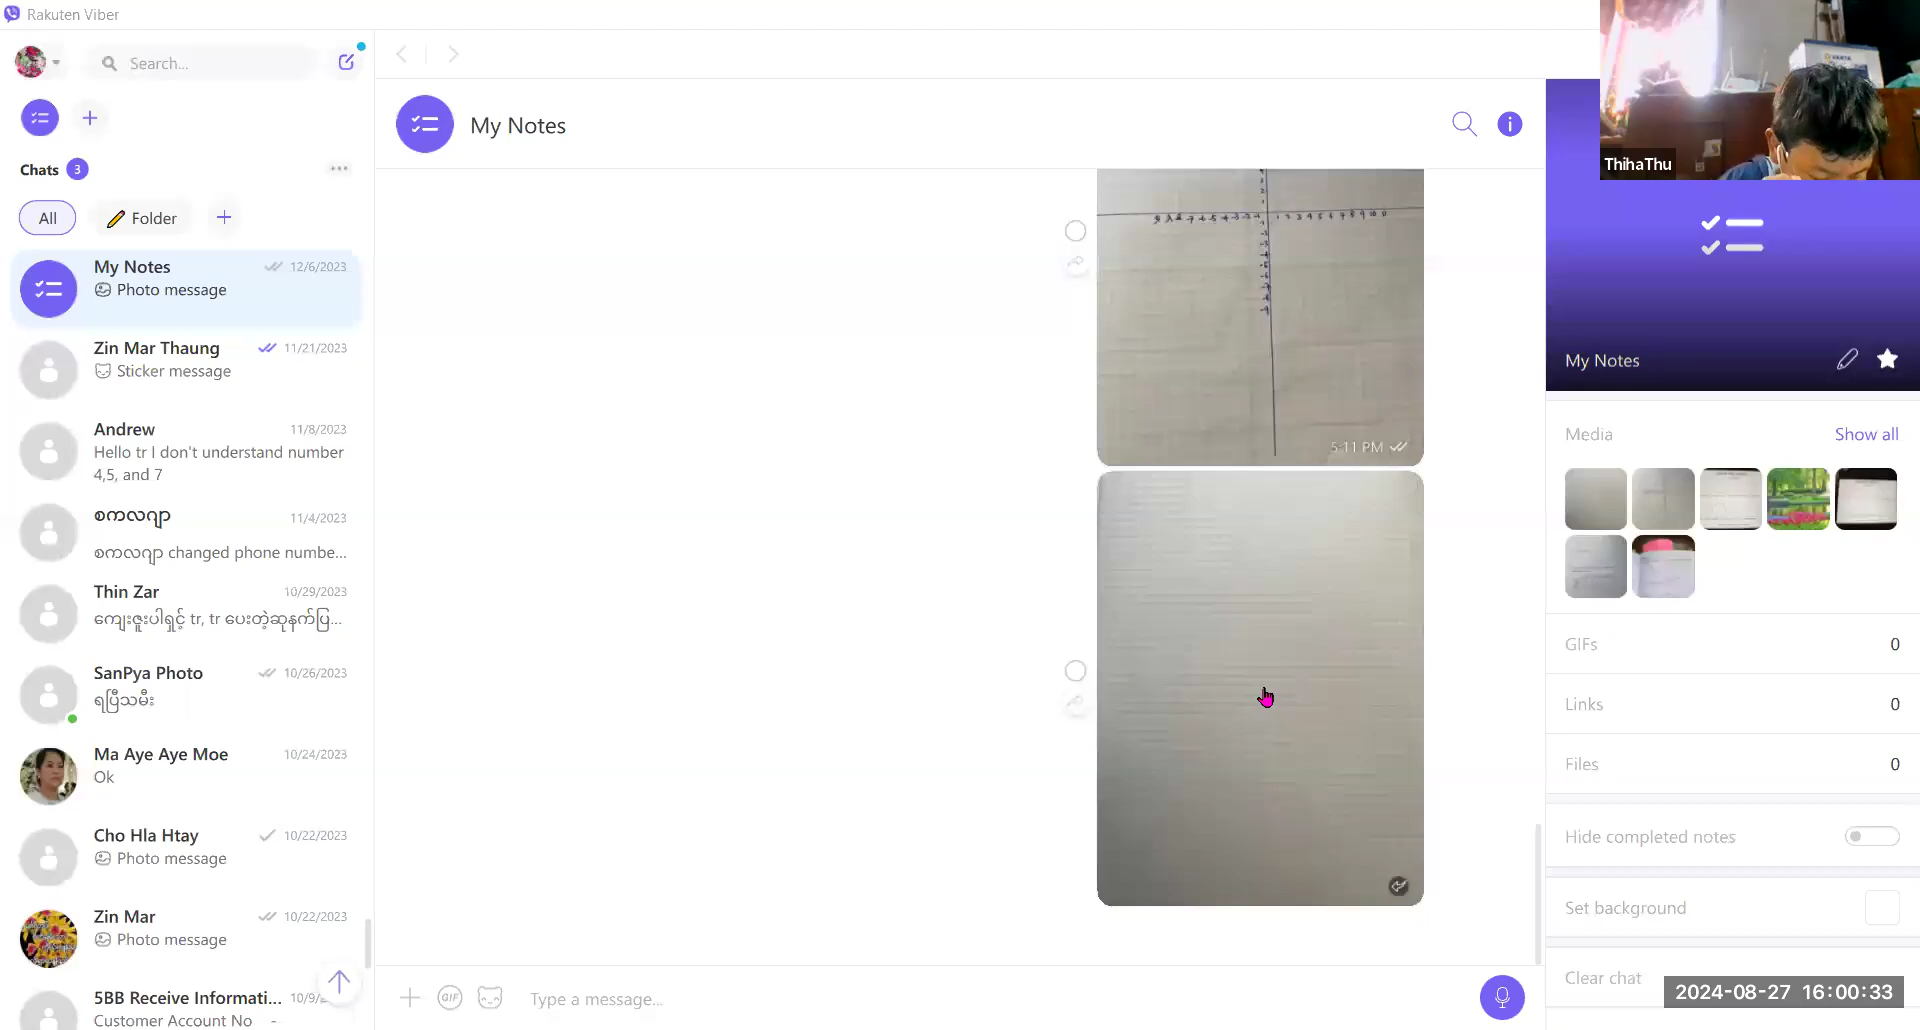 Rakuten Viber
Search...
Chats 3
All
Folder
My Notes
12/6/2023
Photo message
Zin Mar Thaung
11/21/2023
Sticker message
Andrew
11/8/2023
Hello tr I don't understand number
4,5, and 7
စကလဂျာ
11/4/2023
စကလဂျာ changed phone numbe...
Thin Zar
10/29/2023
ကျေးဇူးပါရှင့် tr, tr ပေးတဲ့ဆုနက်ပြ...
SanPya Photo
10/26/2023
ရပြီသမီး
Ma Aye Aye Moe
10/24/2023
Ok
Cho Hla Htay
10/22/2023
Photo message
Zin Mar
10/22/2023
Photo message
5BB Receive Informati...
10/9/2
Customer Account No -
My Notes
5:11 PM
GIF
Type a message...
ThihaThu
My Notes
Media
Show all
GIFs 0
Links 0
Files 0
Hide completed notes
Set background
Clear chat
2024-08-27 16:00:33